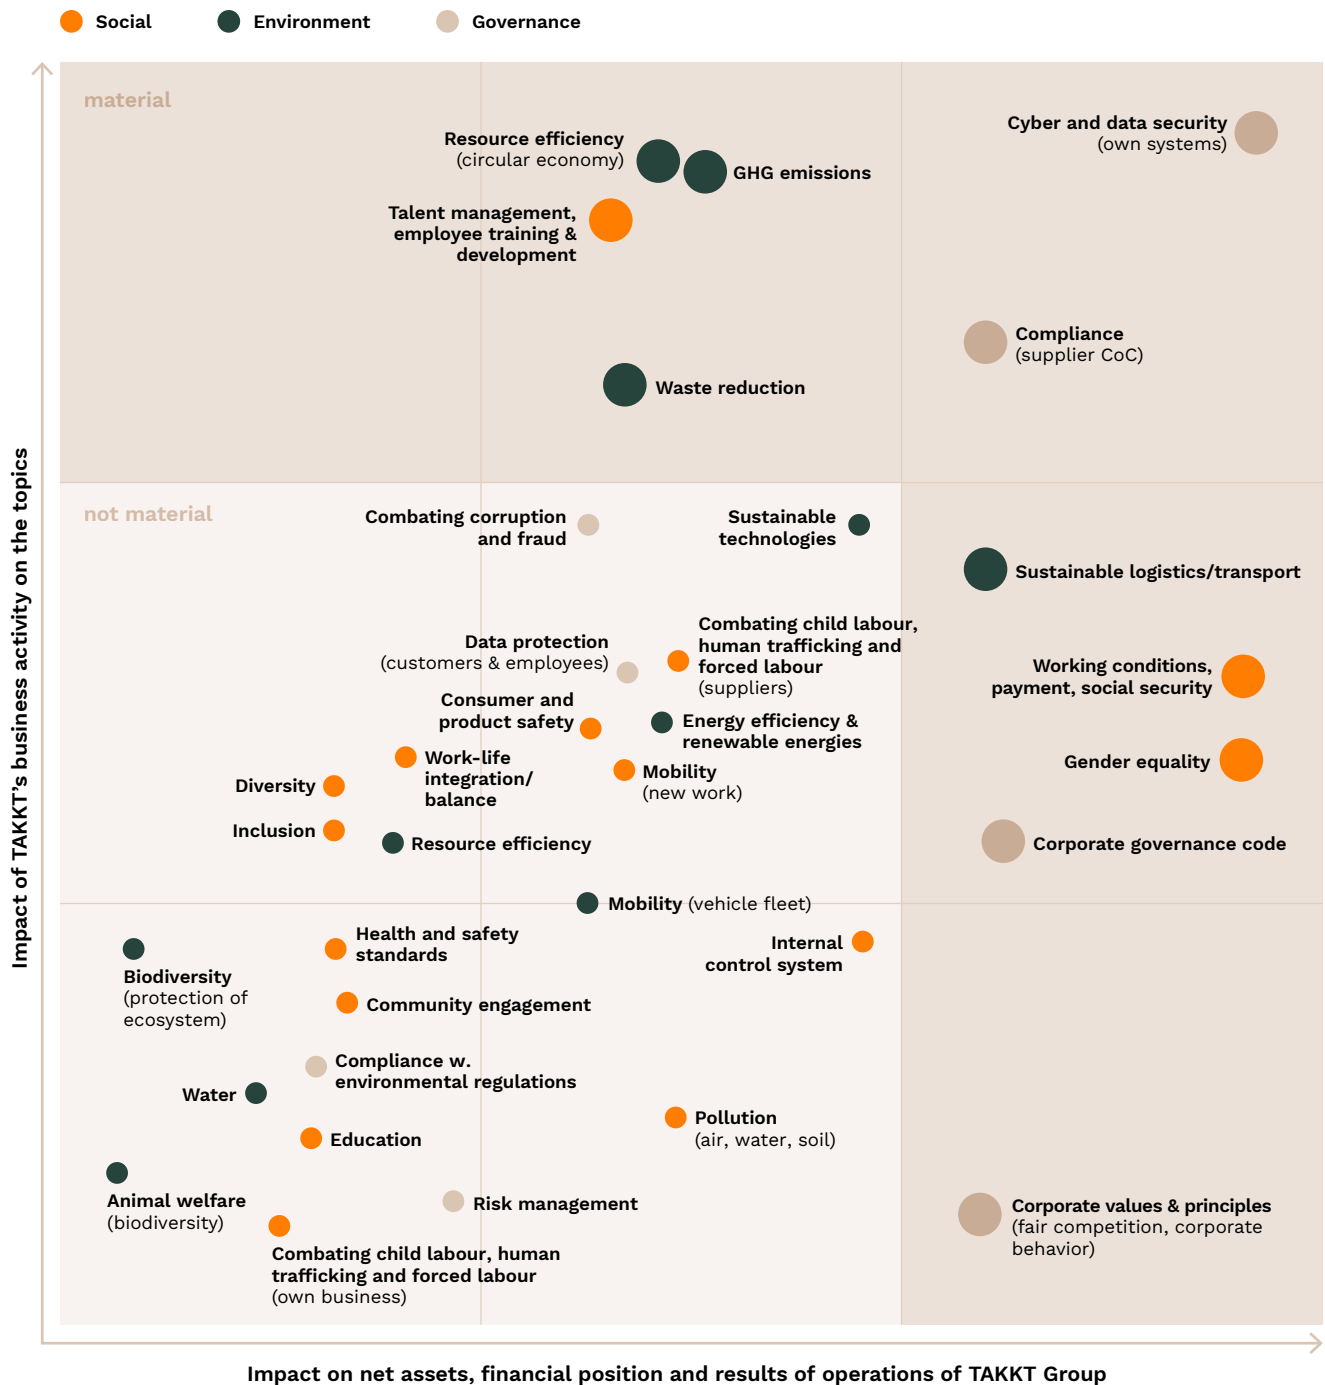 Social
Environment
Governance
material
Cyber and data security
(own systems)
Resource efficiency
(circular economy)
GHG emissions
Talent management,
employee training &
development
Compliance
(supplier CoC)
Waste reduction
not material
Combating corruption
and fraud
Sustainable
technologies
Sustainable logistics/transport
Combating child labour,
human trafficking and
forced labour
(suppliers)
Data protection
(customers & employees)
Working conditions,
payment, social security
Consumer and
product safety
Energy efficiency &
renewable energies
Work-life
integration/
balance
Mobility
(new work)
Gender equality
Diversity
Inclusion
Resource efficiency
Corporate governance code
Mobility (vehicle fleet)
Health and safety
standards
Internal
control system
Biodiversity
(protection of
ecosystem)
Community engagement
Compliance w.
environmental regulations
Water
Pollution
(air, water, soil)
Education
Animal welfare
(biodiversity)
Risk management
Corporate values & principles
(fair competition, corporate
behavior)
Combating child labour, human
trafficking and forced labour
(own business)
Impact of TAKKT's business activity on the topics
Impact on net assets, financial position and results of operations of TAKKT Group